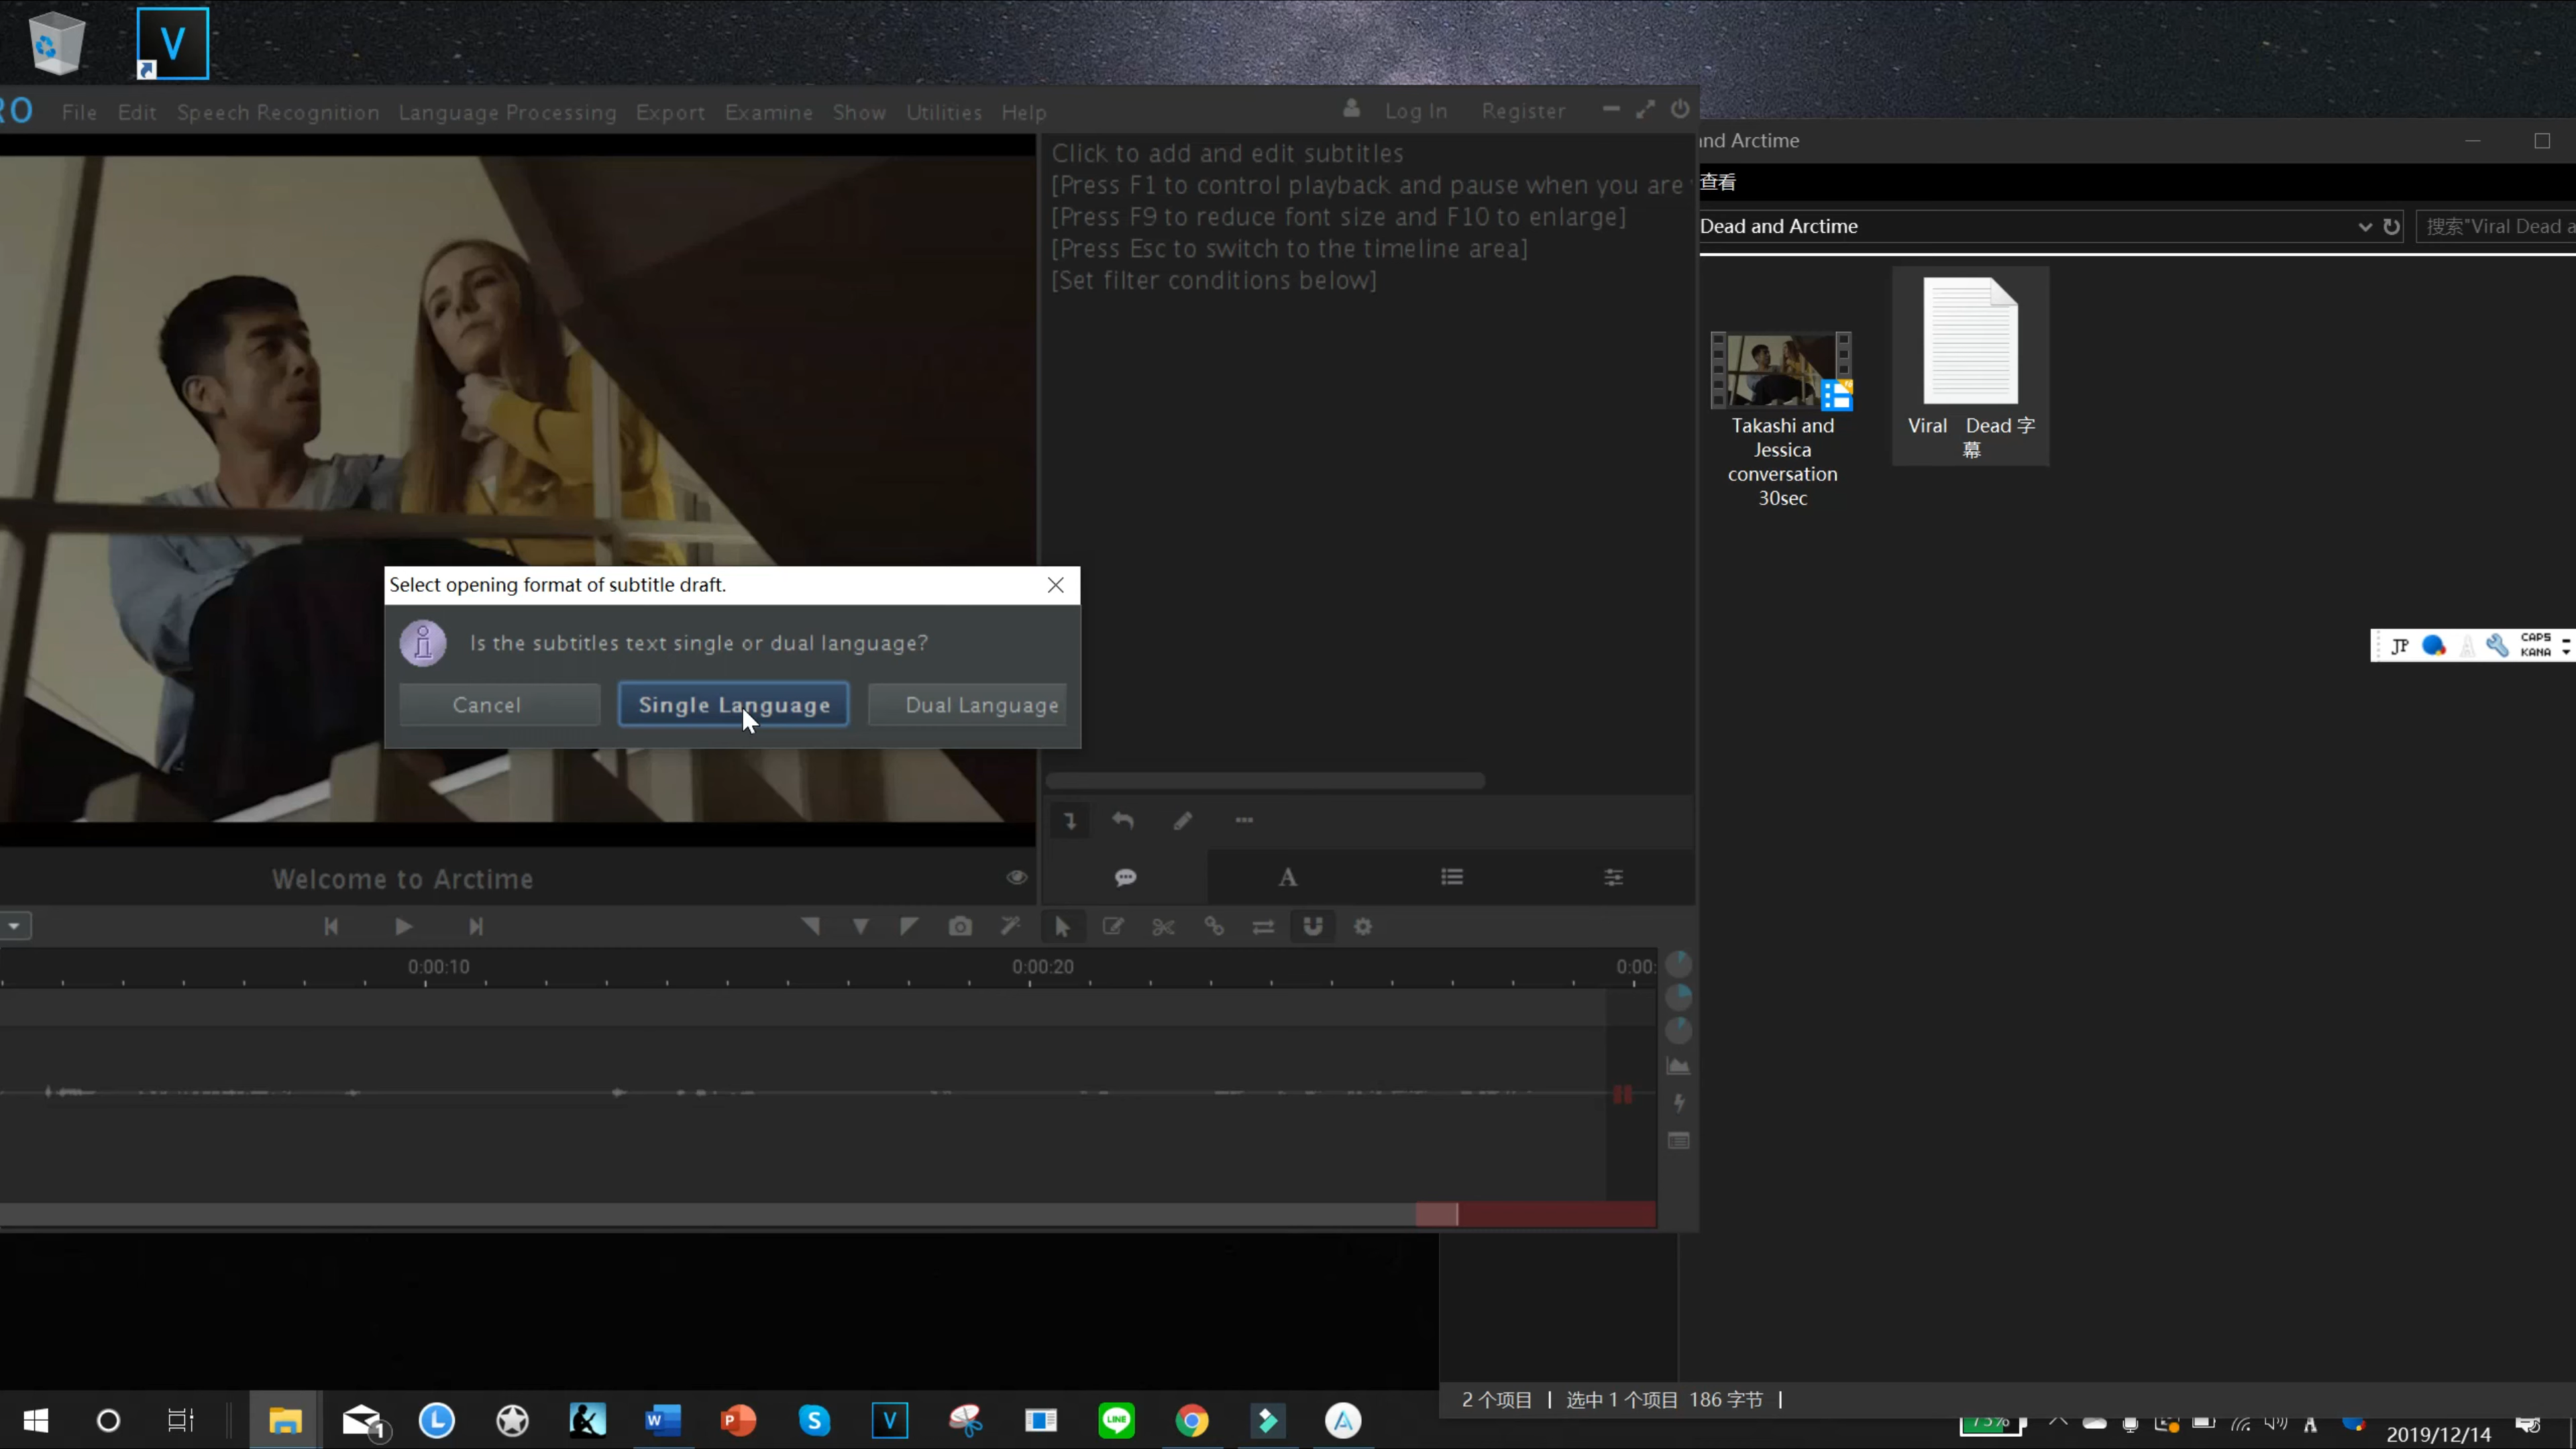 V
RO File Edit Speech Recognition Language Processing Export Examine Show Utilities Help Log In Register
Click to add and edit subtitles
[Press F1 to control playback and pause when you are
[Press F9 to reduce font size and F10 to enlarge]
[Press Esc to switch to the timeline area]
[Set filter conditions below]
nd Arctime
查看
Dead and Arctime
搜索"Viral Dead a
Takashi and
Jessica
conversation
30sec
Viral Dead 字
幕
Select opening format of subtitle draft.
Is the subtitles text single or dual language?
Cancel Single Language Dual Language
JP A CAPS
KANA
Welcome to Arctime
A
0:00:10 0:00:20 0:00:
2个项目 | 选中 1 个项目 186 字节 |
1 L W P S V LINE A
75% A
2019/12/14